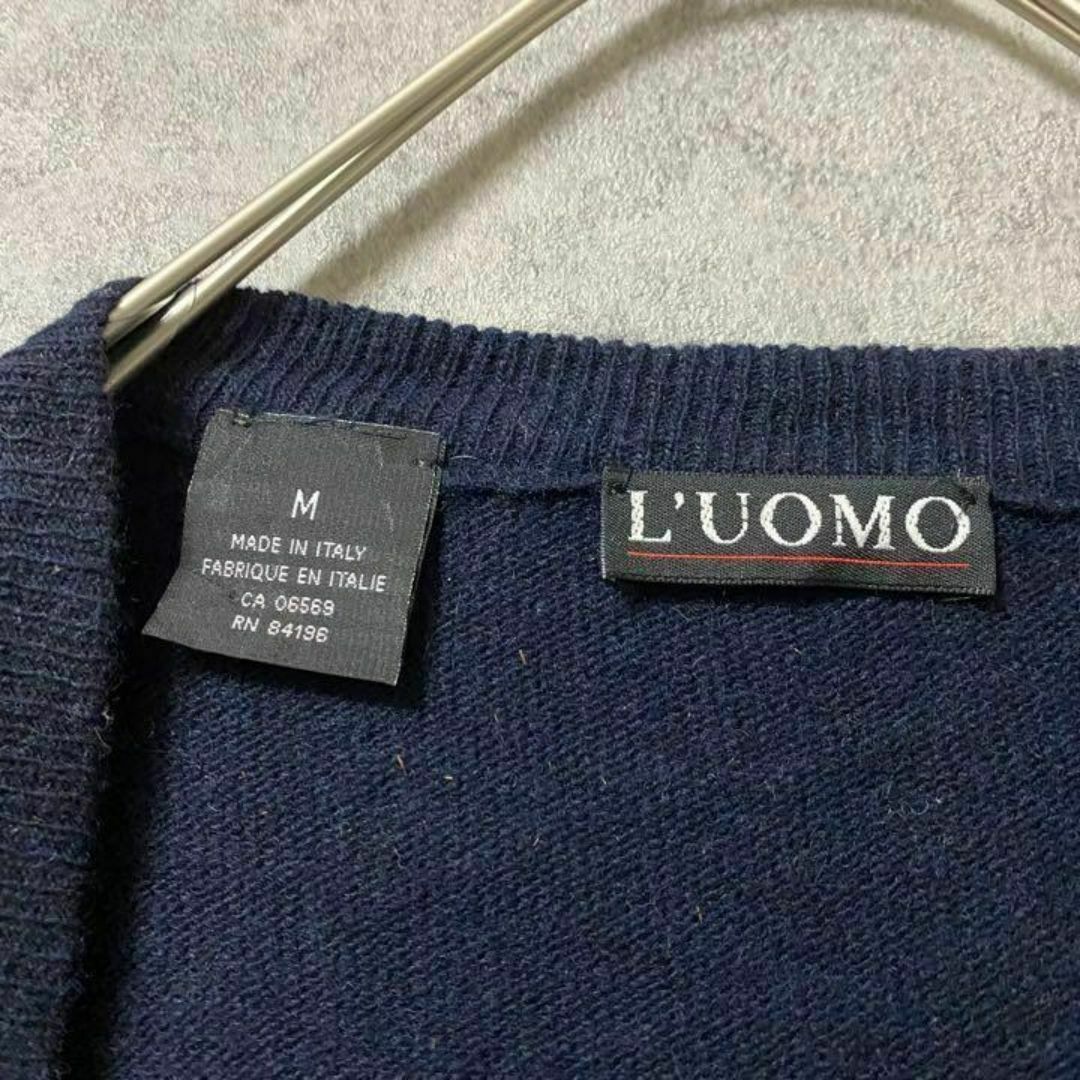 M
MADE IN ITALY
FABRIQUE EN ITALIE
CA 06569
RN 84196
L'UOMO